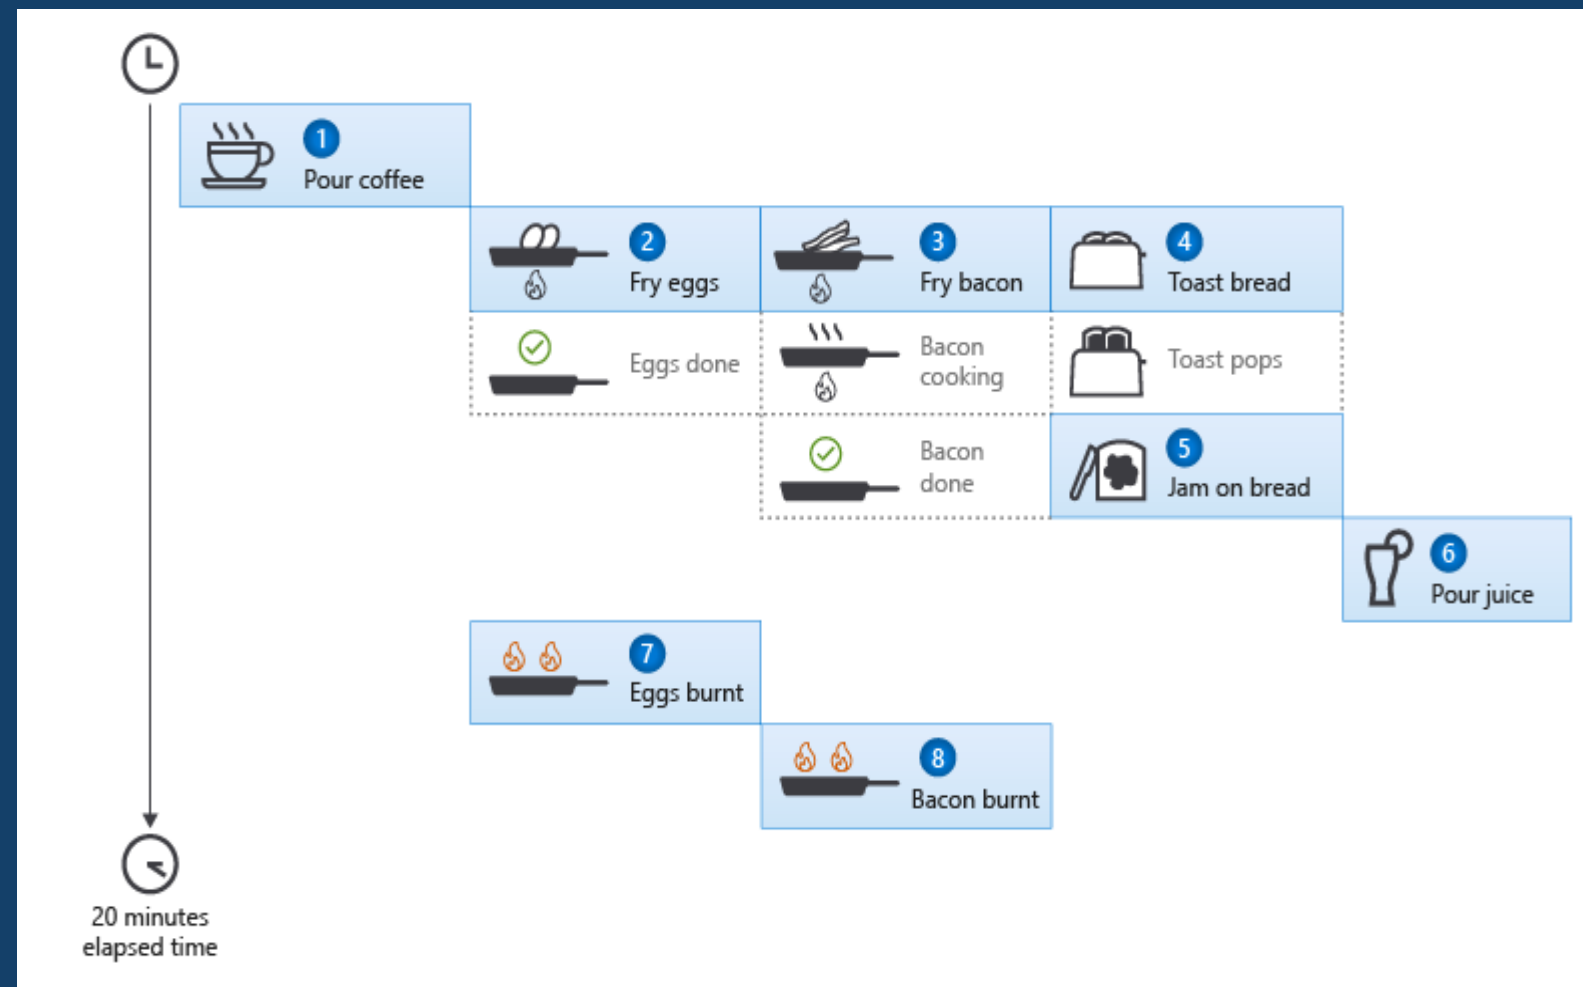 1
Pour coffee
2
Fry eggs
3
Fry bacon
4
Toast bread
Eggs done
Bacon
cooking
Toast pops
Bacon
done
5
Jam on bread
6
Pour juice
7
Eggs burnt
8
Bacon burnt
20 minutes
elapsed time